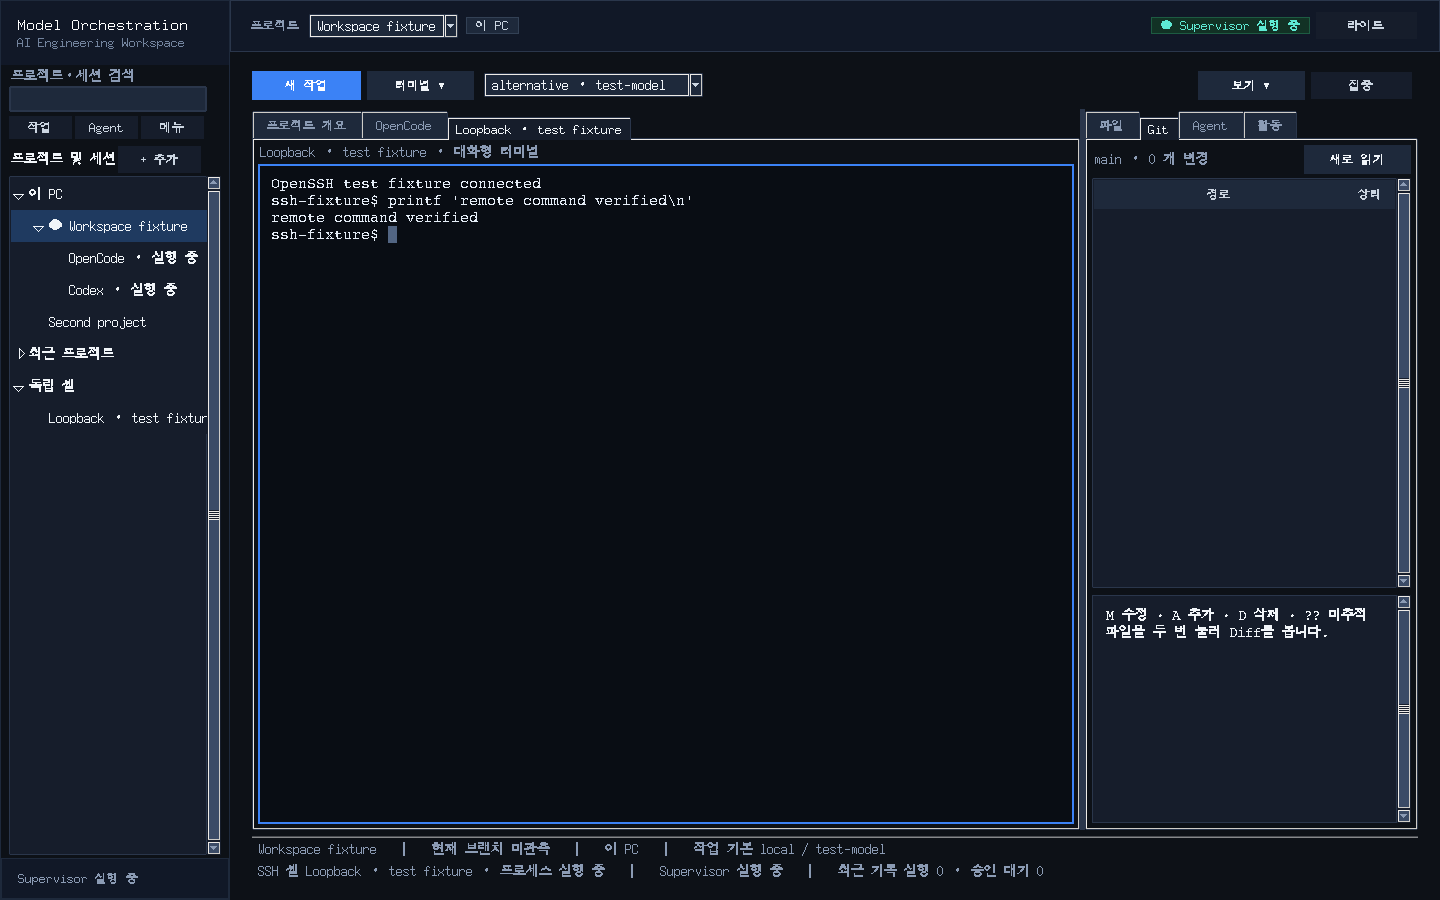 Model Orchestration
AI Engineering Workspace
프로젝트·세션 검색
작업 Agent 메뉴
프로젝트 및 세션 + 추가
이 PC
Workspace fixture
OpenCode · 실행 중
Codex · 실행 중
Second project
최근 프로젝트
독립 셸
Loopback · test fixtur
Supervisor 실행 중
프로젝트 Workspace fixture 이 PC
Supervisor 실행 중 라이트
새 작업 터미널 ▾ alternative · test-model
보기 ▾ 집중
프로젝트 개요 OpenCode Loopback · test fixture
Loopback · test fixture · 대화형 터미널
OpenSSH test fixture connected
ssh-fixture$ printf 'remote command verified\n'
remote command verified
ssh-fixture$
파일 Git Agent 활동
main · 0 개 변경 새로 읽기
경로 상태
M 수정 · A 추가 · D 삭제 · ?? 미추적
파일을 두 번 눌러 Diff를 봅니다.
Workspace fixture | 현재 브랜치 미관측 | 이 PC | 작업 기본 local / test-model
SSH 셸 Loopback · test fixture · 프로세스 실행 중 | Supervisor 실행 중 | 최근 기록 실행 0 · 승인 대기 0